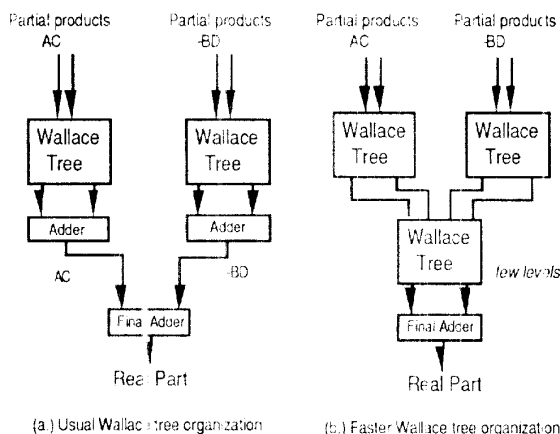 Partial products
AC
Partial products
-BD
Wallace
Tree
Wallace
Tree
Adder
Adder
AC
-BD
Final Adder
Real Part
(a.) Usual Wallace tree organization
Partial products
AC
Partial products
-BD
Wallace
Tree
Wallace
Tree
Wallace
Tree
few levels
Final Adder
Real Part
(b.) Faster Wallace tree organization